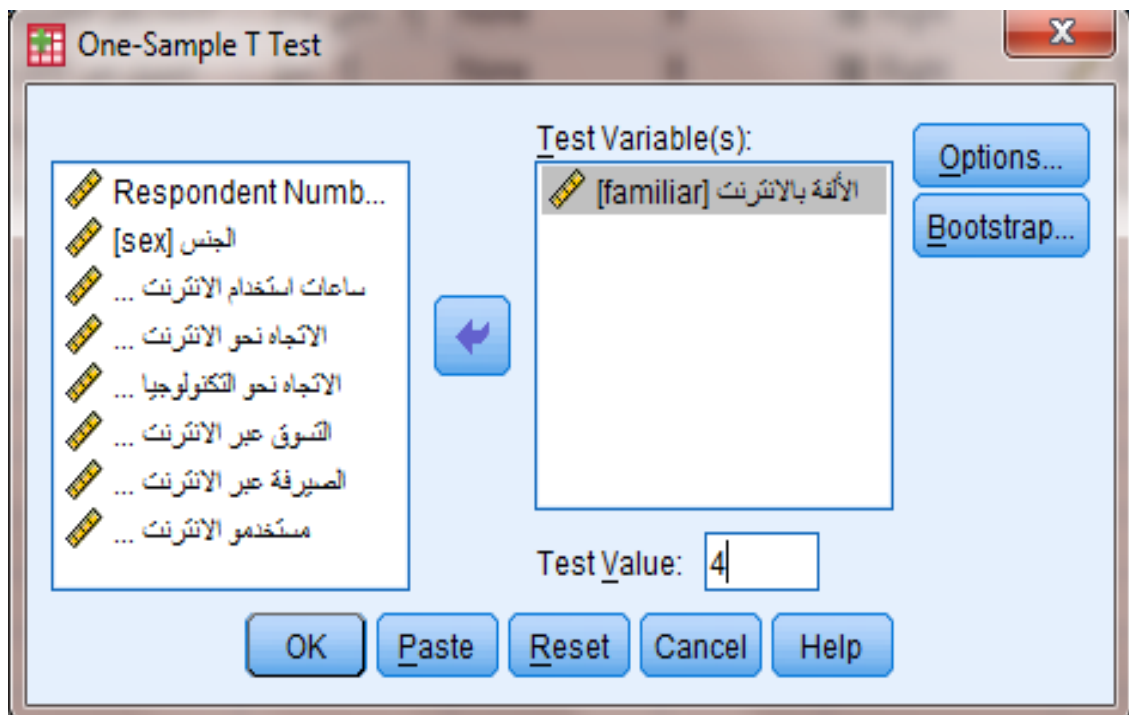 One-Sample T Test
X
Test Variable(s):
Respondent Numb...
الجنس [sex]
ساعات استخدام الانترنت ...
الاتجاه نحو الانترنت ...
الاتجاه نحو التكنولوجيا ...
التسوق عبر الانترنت ...
الصيرفة عبر الانترنت ...
مستخدمو الانترنت ...
الألفة بالانترنت [familiar]
Options...
Bootstrap...
Test Value: 4
OK Paste Reset Cancel Help